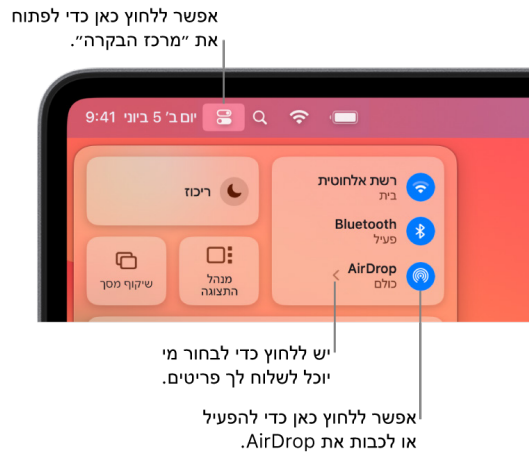 אפשר ללחוץ כאן כדי לפתוח
את ״מרכז הבקרה״.
יום ב׳ 5 ביוני 9:41
רשת אלחוטית
בית
ריכוז
Bluetooth
פעיל
AirDrop
כולם
מנהל
התצוגה
שיקוף מסך
יש ללחוץ כדי לבחור מי
יוכל לשלוח לך פריטים.
אפשר ללחוץ כאן כדי להפעיל
או לכבות את AirDrop.